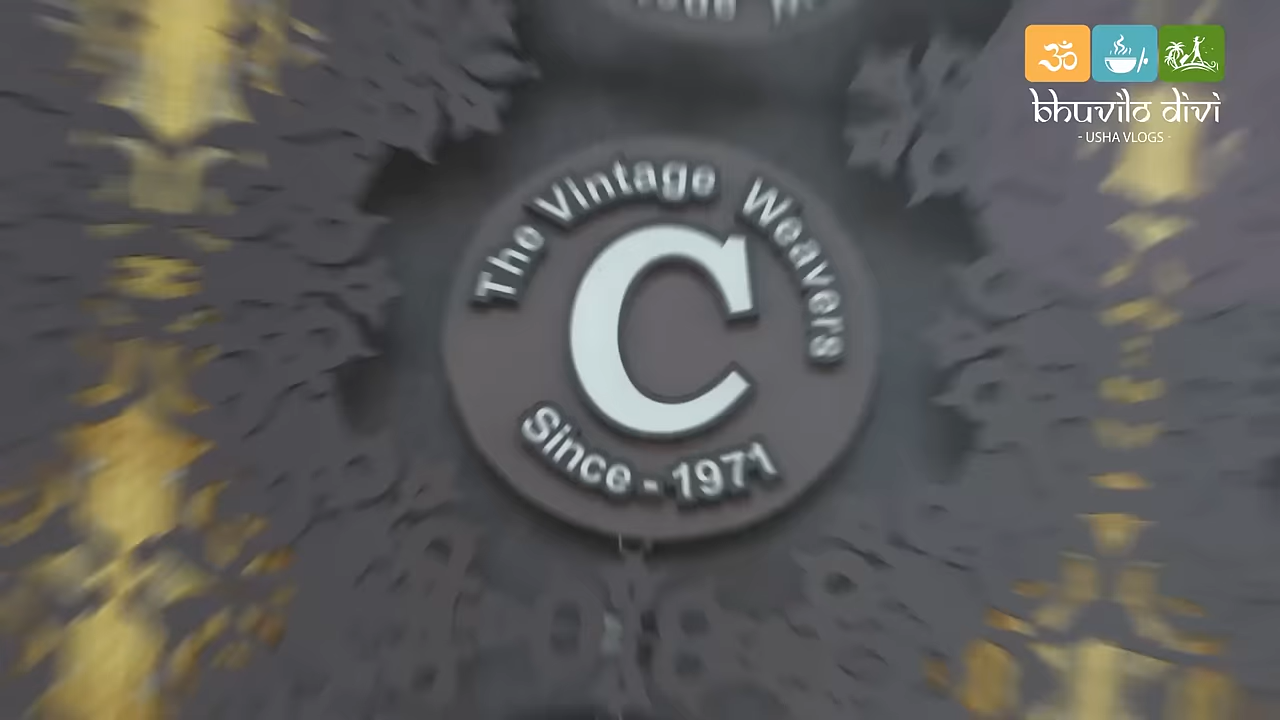 bhuvilo divi
- USHA VLOGS -
The Vintage Weavers
C
Since - 1971